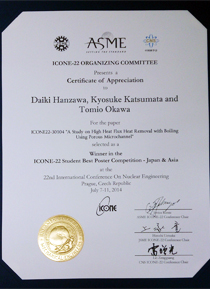 ASME
SETTING THE STANDARD
ICONE-22 ORGANIZING COMMITTEE
Presents a
Certificate of Appreciation
to
Daiki Hanzawa, Kyosuke Katsumata and
Tomio Okawa
For the paper
ICONE22-30504 "A Study on High Heat Flux Heat Removal with Boiling
Using Porous Microchannel"
selected as a
Winner in the
ICONE-22 Student Best Poster Competition - Japan & Asia
at the
22nd International Conference On Nuclear Engineering
Prague, Czech Republic
July 7-11, 2014
icone